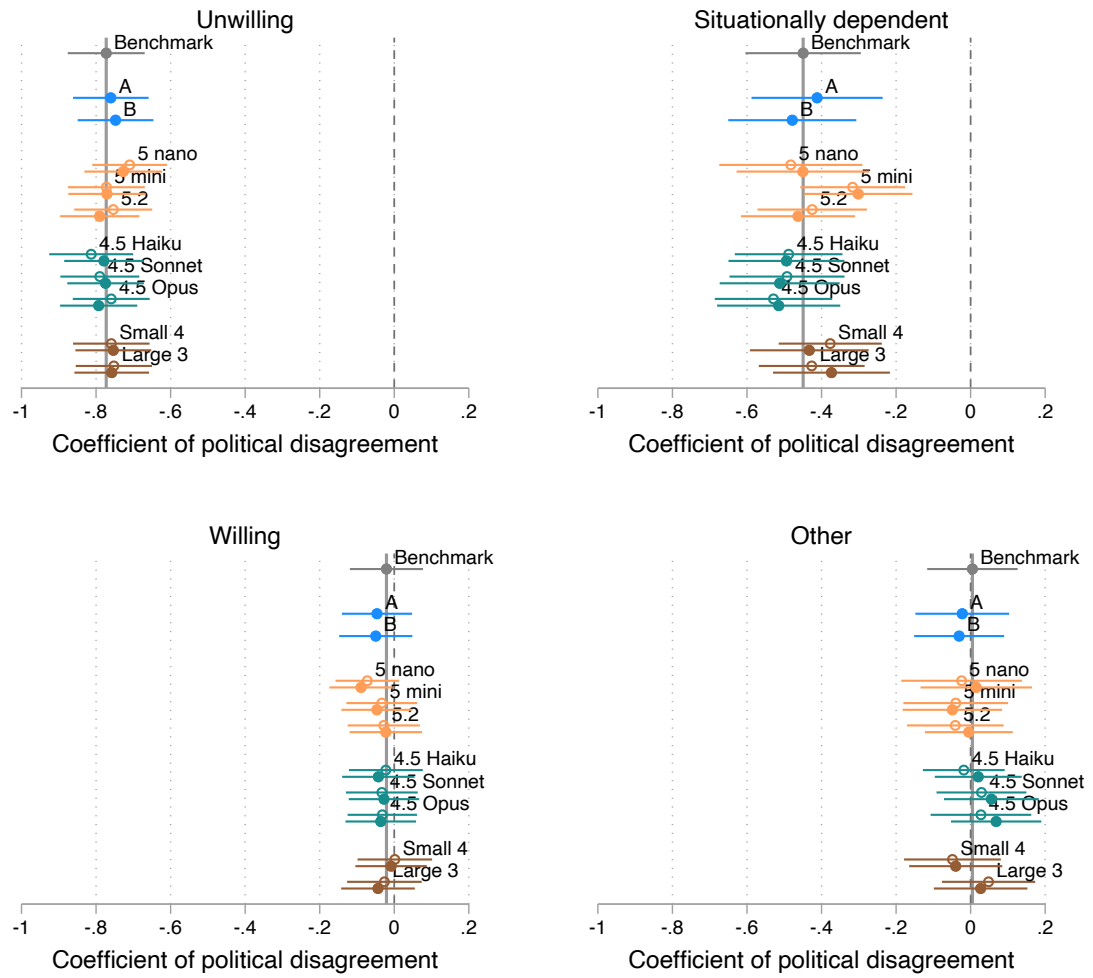 Unwilling
Benchmark
A
B
5 nano
5 mini
5.2
4.5 Haiku
4.5 Sonnet
4.5 Opus
Small 4
Large 3
-1 -.8 -.6 -.4 -.2 0 .2
Coefficient of political disagreement
Situationally dependent
Benchmark
A
B
5 nano
5 mini
5.2
4.5 Haiku
4.5 Sonnet
4.5 Opus
Small 4
Large 3
-1 -.8 -.6 -.4 -.2 0 .2
Coefficient of political disagreement
Willing
Benchmark
A
B
5 nano
5 mini
5.2
4.5 Haiku
4.5 Sonnet
4.5 Opus
Small 4
Large 3
-1 -.8 -.6 -.4 -.2 0 .2
Coefficient of political disagreement
Other
Benchmark
A
B
5 nano
5 mini
5.2
4.5 Haiku
4.5 Sonnet
4.5 Opus
Small 4
Large 3
-1 -.8 -.6 -.4 -.2 0 .2
Coefficient of political disagreement